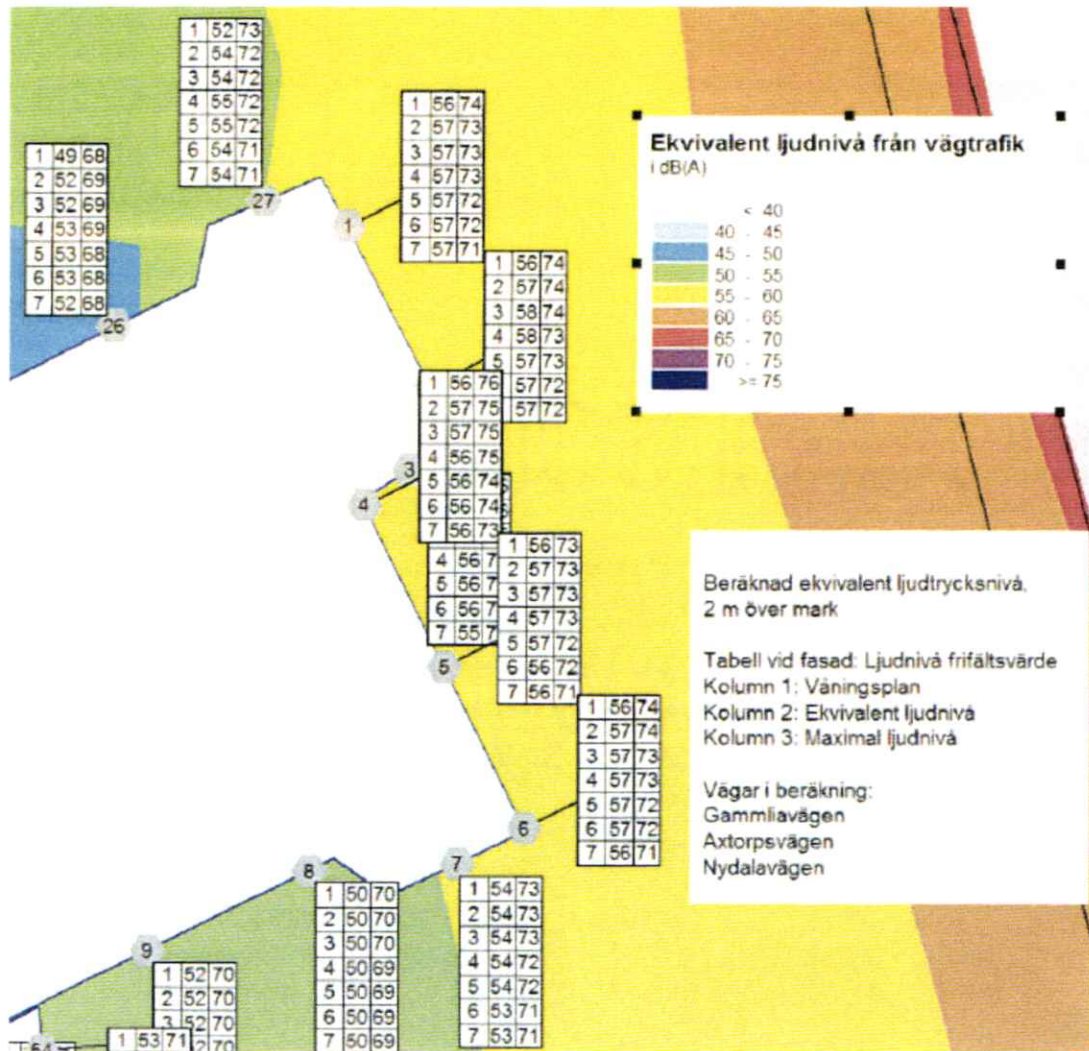 1 52 73
2 54 72
3 54 72
4 55 72
5 55 72
6 54 71
7 54 71
1 56 74
2 57 73
3 57 73
4 57 73
5 57 72
6 57 72
7 57 71
Ekvivalent ljudnivå från vägtrafik
i dB(A)
< 40
40 - 45
45 - 50
50 - 55
55 - 60
60 - 65
65 - 70
70 - 75
>= 75
1 49 68
2 52 69
3 52 69
4 53 69
5 53 68
6 53 68
7 52 68
27
1
26
1 56 74
2 57 74
3 58 74
4 58 73
5 57 73
57 72
57 72
1 56 76
2 57 75
3 57 75
4 56 75
5 56 74
6 56 74
7 56 73
3
4
4 56 7
5 56 7
6 56 7
7 55 7
1 56 73
2 57 73
3 57 73
4 57 73
5 57 72
6 56 72
7 56 71
5
Beräknad ekvivalent ljudtrycksnivå,
2 m över mark
Tabell vid fasad: Ljudnivå frifältsvärde
Kolumn 1: Våningsplan
Kolumn 2: Ekvivalent ljudnivå
Kolumn 3: Maximal ljudnivå
Vägar i beräkning:
Gammliavägen
Axtorpsvägen
Nydalavägen
1 56 74
2 57 74
3 57 73
4 57 73
5 57 72
6 57 72
7 56 71
6
7
8
1 50 70
2 50 70
3 50 70
4 50 69
5 50 69
6 50 69
7 50 69
1 54 73
2 54 73
3 54 73
4 54 72
5 54 72
6 53 71
7 53 71
9
1 52 70
2 52 70
3 52 70
2 70
1 53 71
54